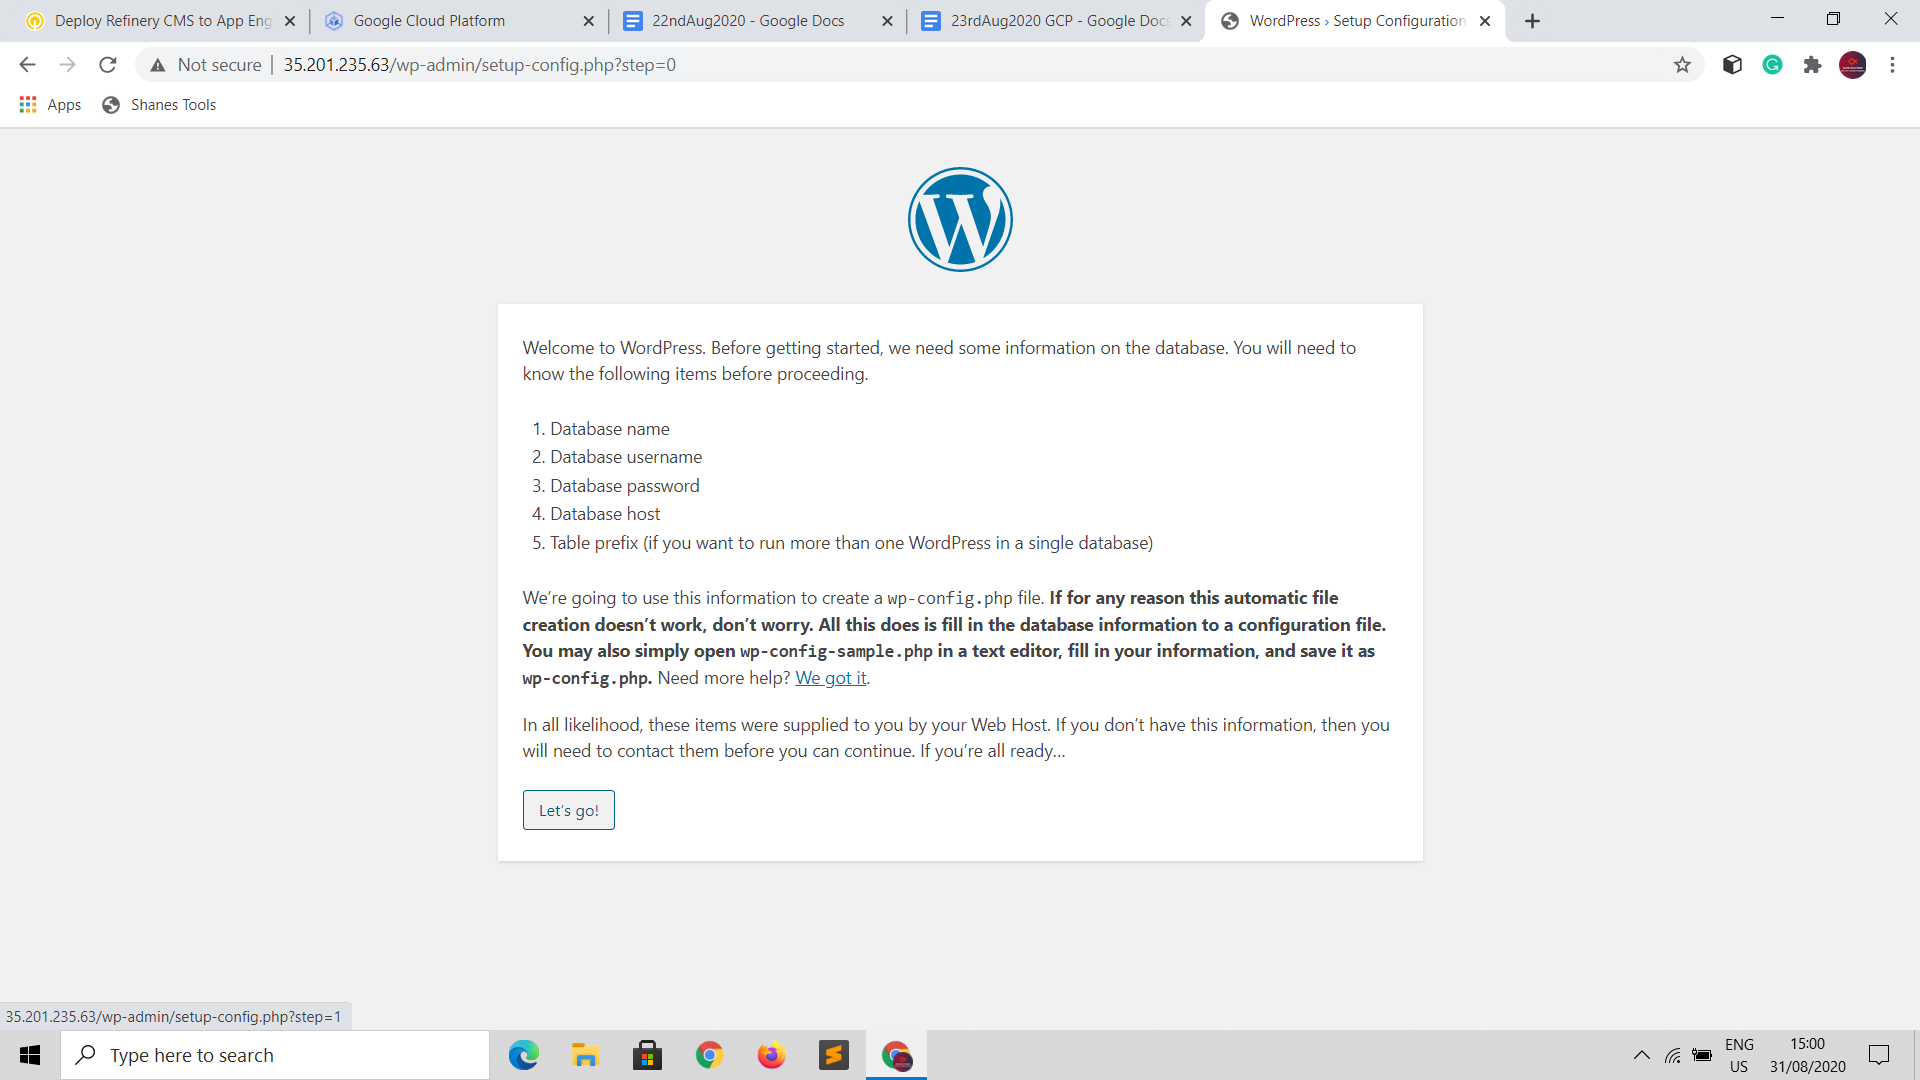 Deploy Refinery CMS to App Eng
Google Cloud Platform
22ndAug2020 - Google Docs
23rdAug2020 GCP - Google Docs
WordPress › Setup Configuration
Not secure | 35.201.235.63/wp-admin/setup-config.php?step=0
Apps
Shanes Tools
Welcome to WordPress. Before getting started, we need some information on the database. You will need to
know the following items before proceeding.
1. Database name
2. Database username
3. Database password
4. Database host
5. Table prefix (if you want to run more than one WordPress in a single database)
We’re going to use this information to create a wp-config.php file. If for any reason this automatic file
creation doesn’t work, don’t worry. All this does is fill in the database information to a configuration file.
You may also simply open wp-config-sample.php in a text editor, fill in your information, and save it as
wp-config.php. Need more help? We got it.
In all likelihood, these items were supplied to you by your Web Host. If you don’t have this information, then you
will need to contact them before you can continue. If you’re all ready…
Let’s go!
35.201.235.63/wp-admin/setup-config.php?step=1
Type here to search
ENG
US
15:00
31/08/2020